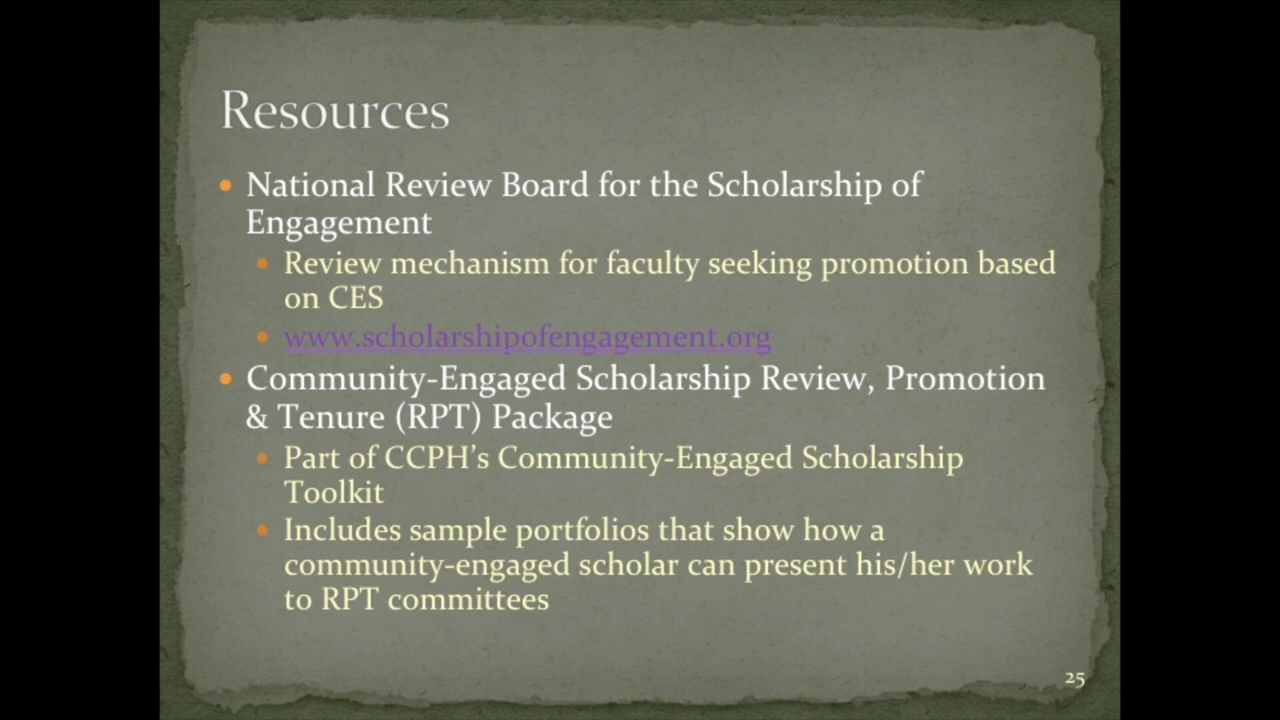 Resources
• National Review Board for the Scholarship of
Engagement
• Review mechanism for faculty seeking promotion based
on CES
• www.scholarshipofengagement.org
• Community-Engaged Scholarship Review, Promotion
& Tenure (RPT) Package
• Part of CCPH’s Community-Engaged Scholarship
Toolkit
• Includes sample portfolios that show how a
community-engaged scholar can present his/her work
to RPT committees
25